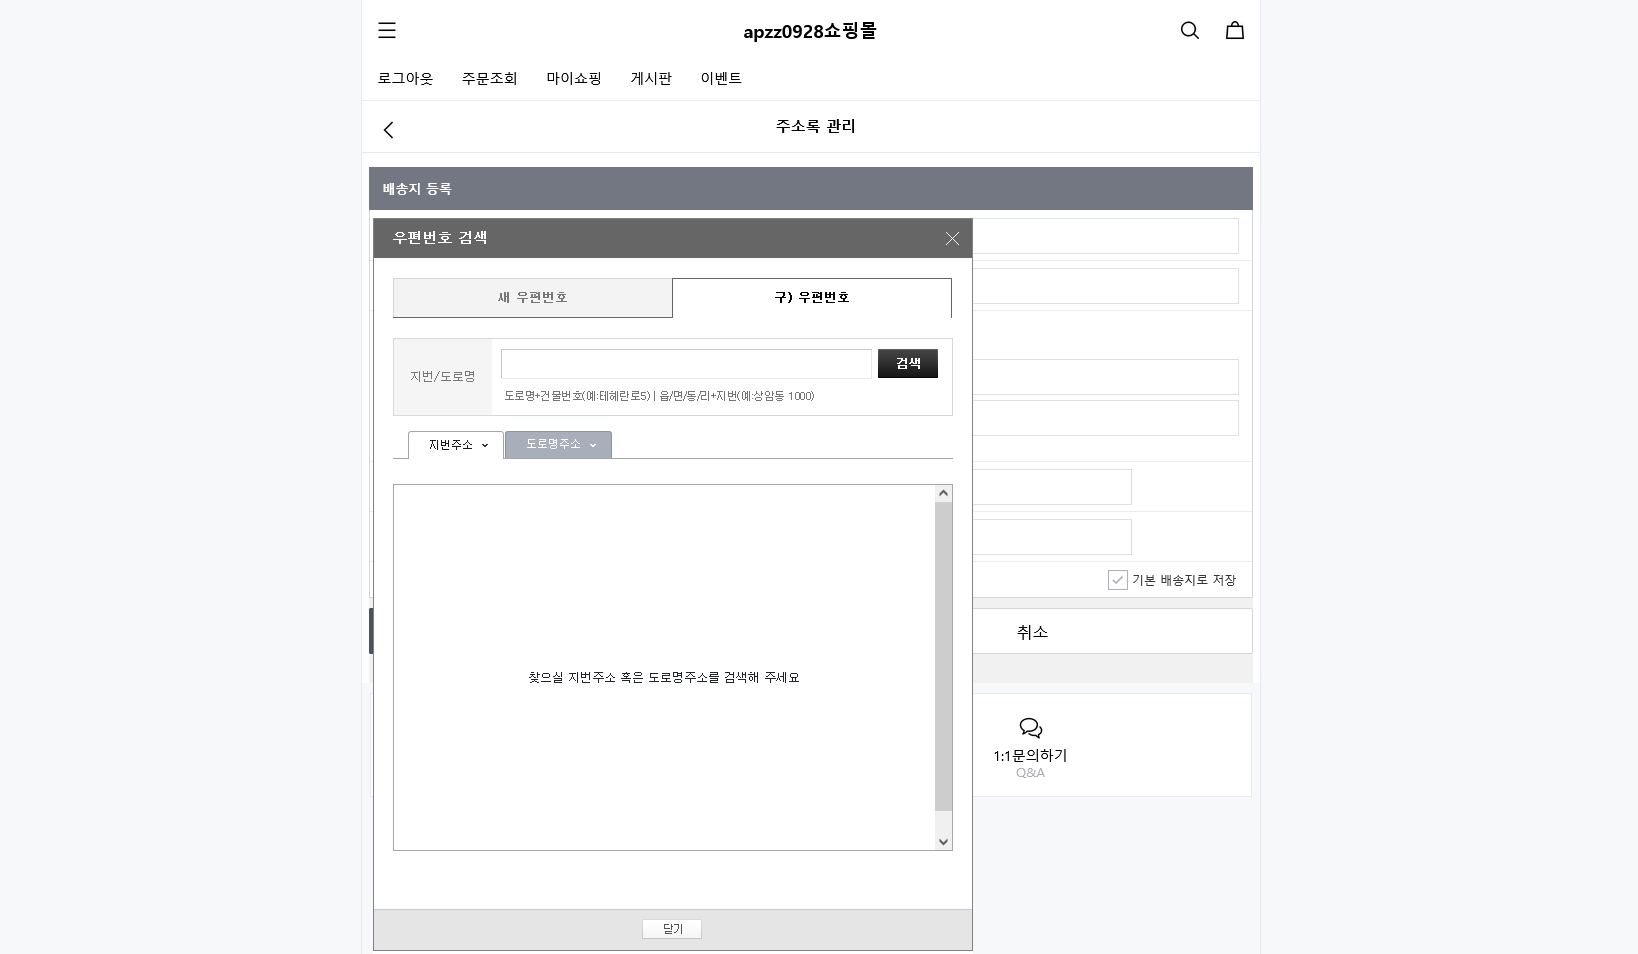 apzz0928쇼핑몰
로그아웃 주문조회 마이쇼핑 게시판 이벤트
주소록 관리
배송지 등록
우편번호 검색
새 우편번호 구) 우편번호
지번/도로명 검색
도로명+건물번호(예:테헤란로5) | 읍/면/동/리+지번(예:상암동 1000)
지번주소 도로명주소
찾으실 지번주소 혹은 도로명주소를 검색해 주세요
기본 배송지로 저장
취소
1:1문의하기
Q&A
닫기